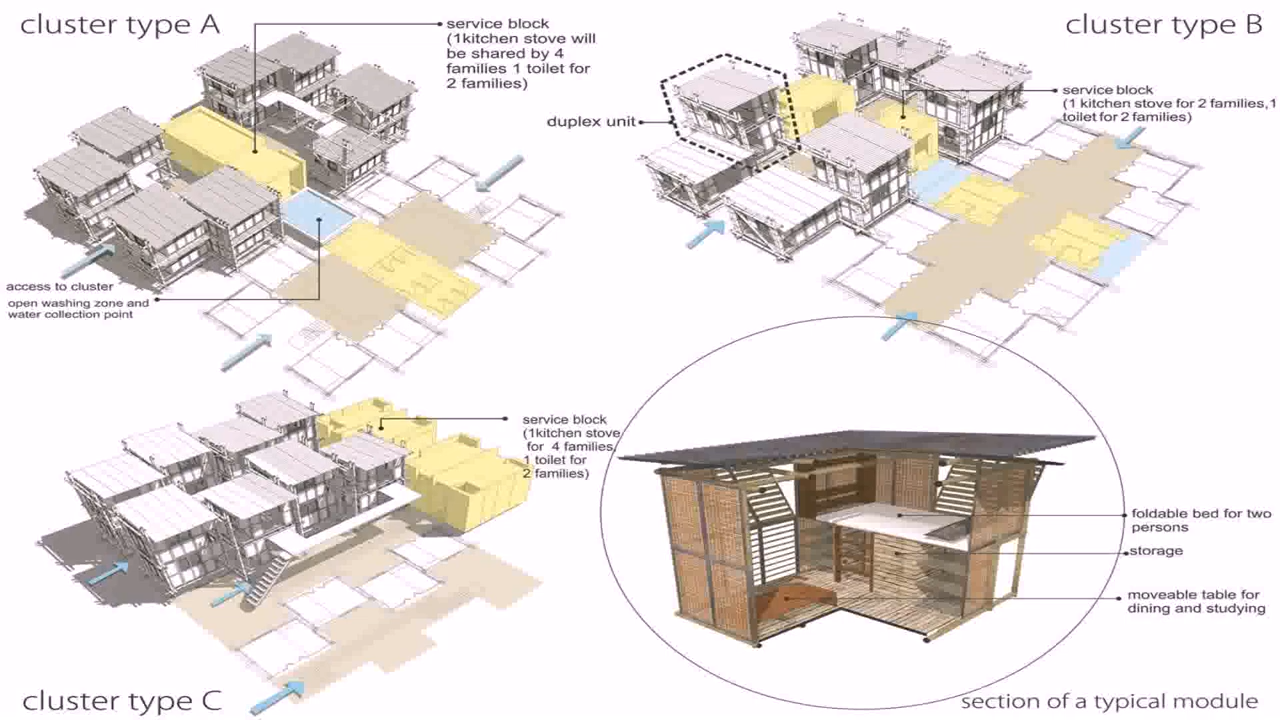 cluster type A
service block
(1kitchen stove will
be shared by 4
families 1 toilet for
2 families)
access to cluster
open washing zone and
water collection point
cluster type B
duplex unit
service block
(1 kitchen stove for 2 families,1
toilet for 2 families)
service block
(1kitchen stove
for 4 families,
1 toilet for
2 families)
cluster type C
foldable bed for two
persons
storage
moveable table for
dining and studying
section of a typical module